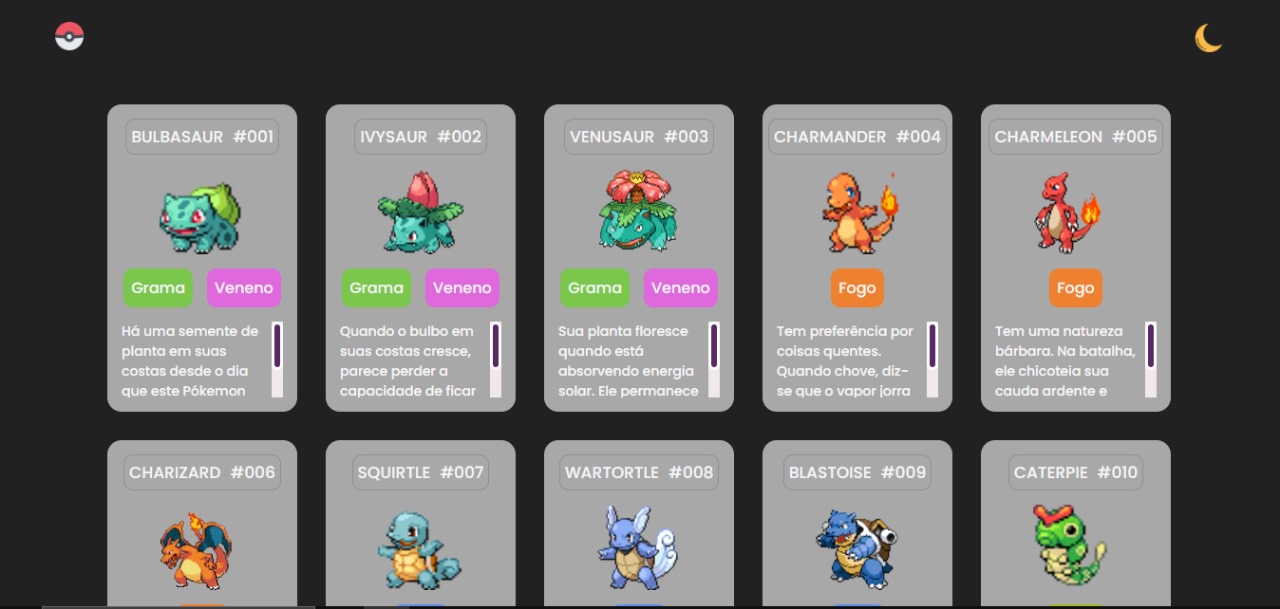 BULBASAUR #001
Grama Veneno
Há uma semente de
planta em suas
costas desde o dia
que este Pókemon
IVYSAUR #002
Grama Veneno
Quando o bulbo em
suas costas cresce,
parece perder a
capacidade de ficar
VENUSAUR #003
Grama Veneno
Sua planta floresce
quando está
absorvendo energia
solar. Ele permanece
CHARMANDER #004
Fogo
Tem preferência por
coisas quentes.
Quando chove, diz-
se que o vapor jorra
CHARMELEON #005
Fogo
Tem uma natureza
bárbara. Na batalha,
ele chicoteia sua
cauda ardente e
CHARIZARD #006
SQUIRTLE #007
WARTORTLE #008
BLASTOISE #009
CATERPIE #010